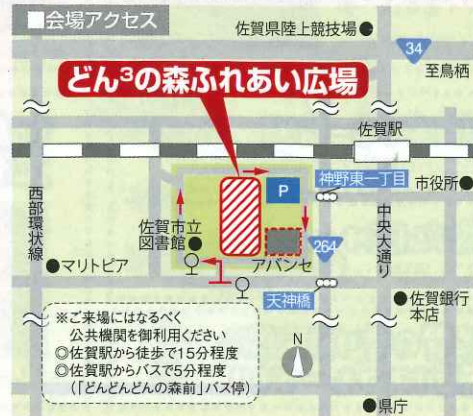 ■会場アクセス
佐賀県陸上競技場
34
至鳥栖
どん³の森ふれあい広場
佐賀駅
P
神野東一丁目
市役所
西部環状線
佐賀市立
図書館
中央大通り
264
マリトピア
アバンセ
天神橋
佐賀銀行
本店
※ご来場にはなるべく
公共機関を御利用ください
◎佐賀駅から徒歩で15分程度
◎佐賀駅からバスで5分程度
(「どんどんどんの森前」バス停)
N
県庁